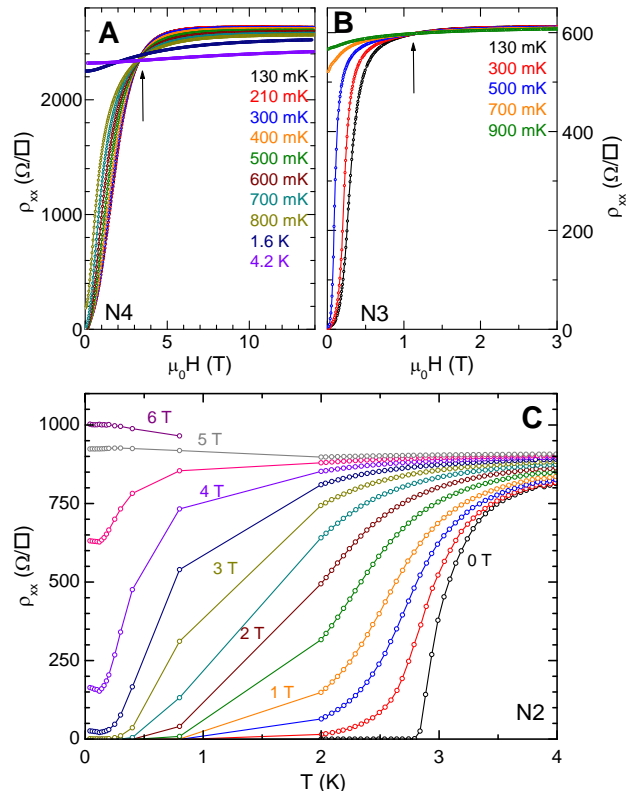 A
B
130 mK
210 mK
300 mK
400 mK
500 mK
600 mK
700 mK
800 mK
1.6 K
4.2 K
N4
130 mK
300 mK
500 mK
700 mK
900 mK
N3
2000
1000
0
ρxx (Ω/□)
0 5 10
μ0H (T)
600
400
200
0
ρxx (Ω/□)
0 1 2 3
μ0H (T)
C
6 T
5 T
4 T
3 T
2 T
1 T
0 T
N2
1000
750
500
250
0
ρxx (Ω/□)
0 1 2 3 4
T (K)